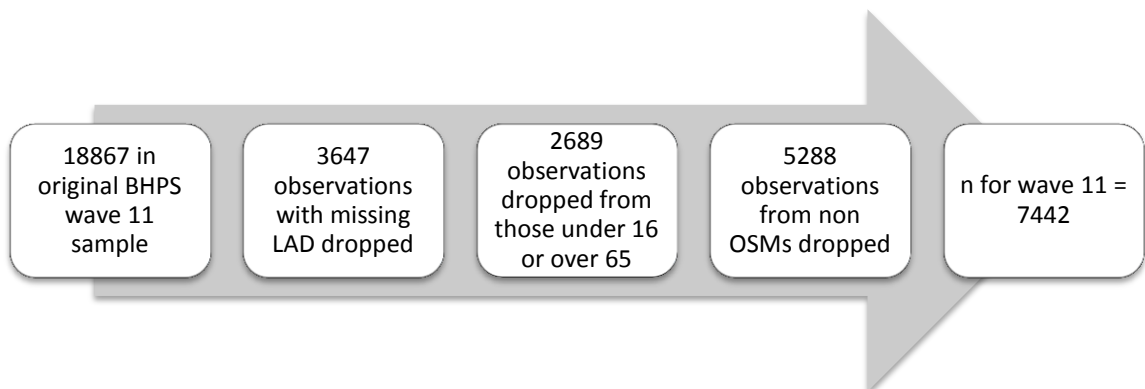 18867 in
original BHPS
wave 11
sample
3647
observations
with missing
LAD dropped
2689
observations
dropped from
those under 16
or over 65
5288
observations
from non
OSMs dropped
n for wave 11 =
7442